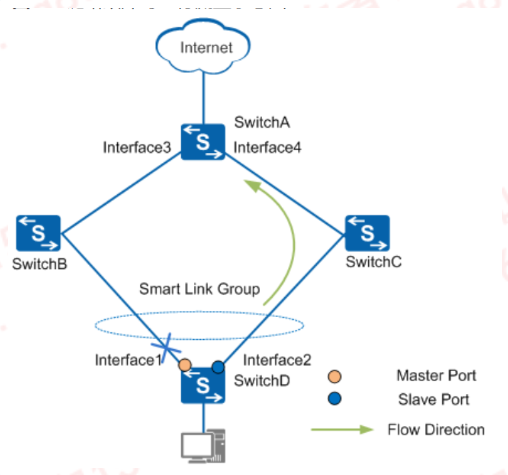 Internet
SwitchA
Interface3
Interface4
S
S
S
SwitchB
SwitchC
Smart Link Group
Interface1
Interface2
S
SwitchD
Master Port
Slave Port
Flow Direction